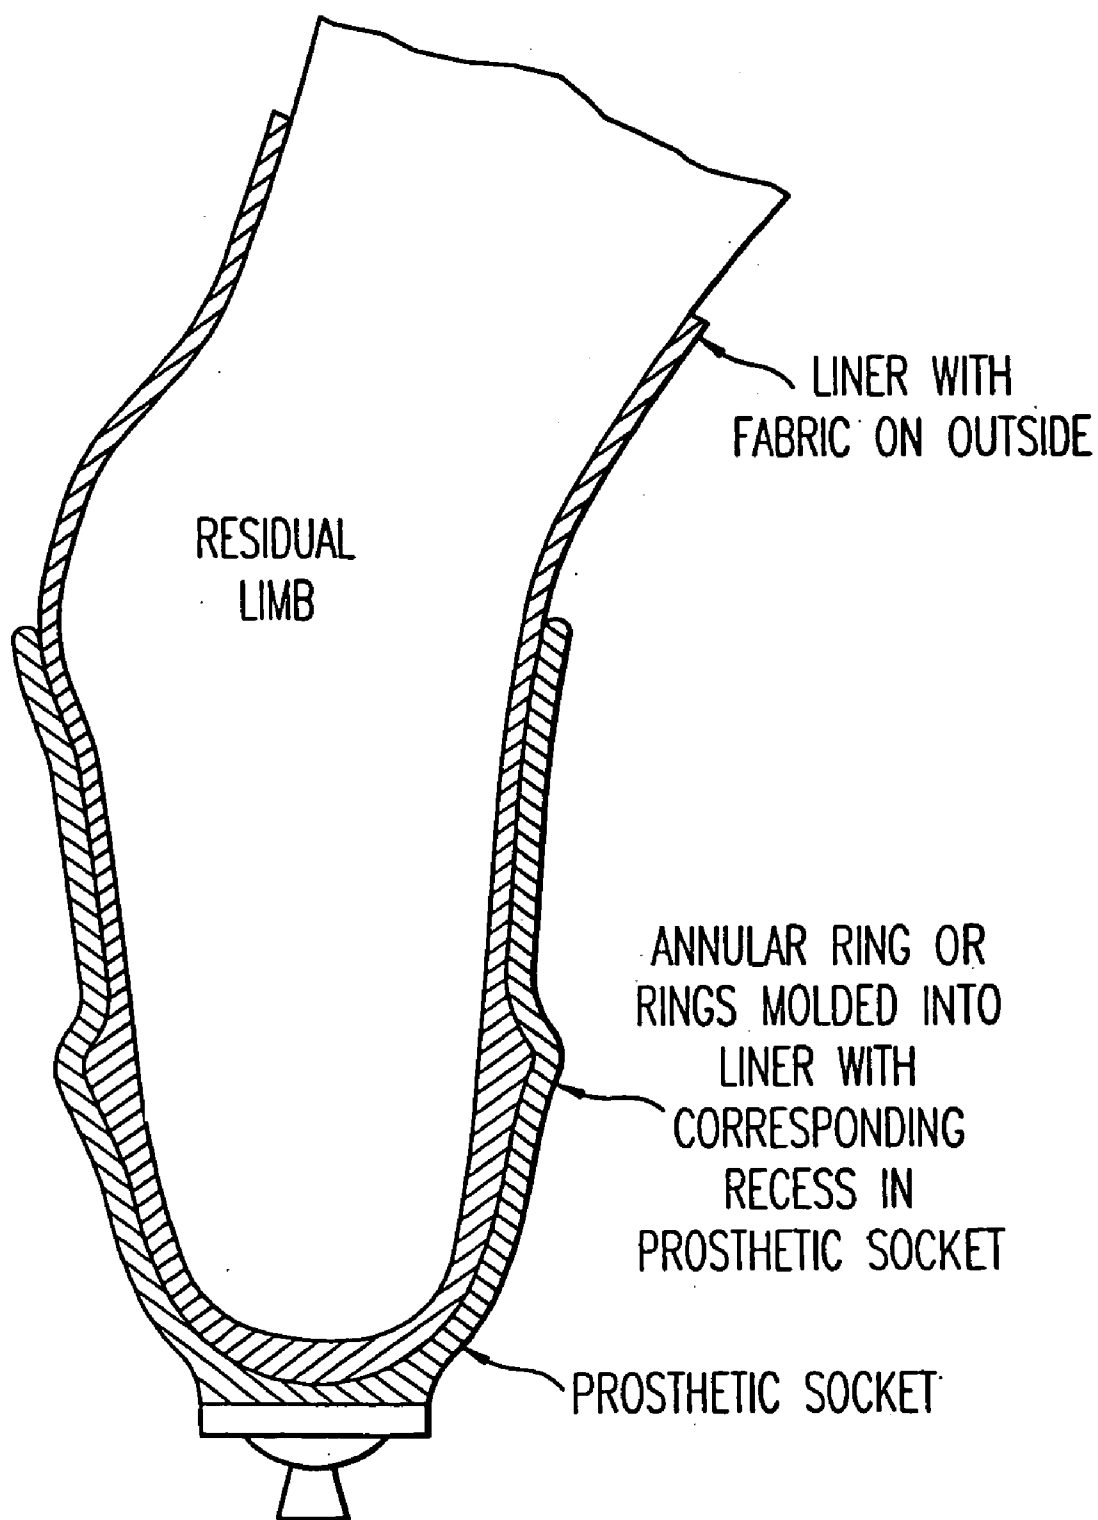 LINER WITH
FABRIC ON OUTSIDE
RESIDUAL
LIMB
ANNULAR RING OR
RINGS MOLDED INTO
LINER WITH
CORRESPONDING
RECESS IN
PROSTHETIC SOCKET
PROSTHETIC SOCKET